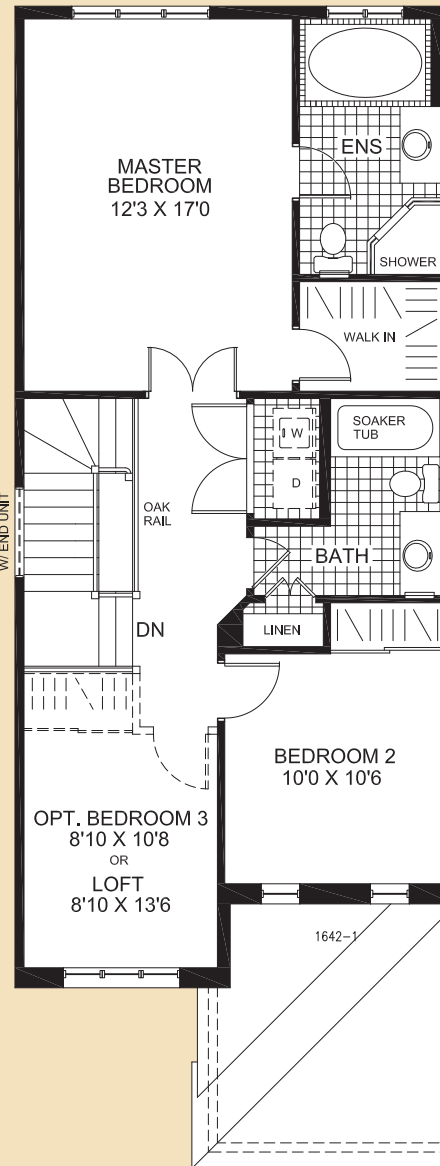 ENS
MASTER
BEDROOM
12'3 X 17'0
SHOWER
WALK IN
SOAKER
TUB
W
D
OAK
RAIL
W/ END UNIT
BATH
DN
LINEN
BEDROOM 2
10'0 X 10'6
OPT. BEDROOM 3
8'10 X 10'8
OR
LOFT
8'10 X 13'6
1642-1